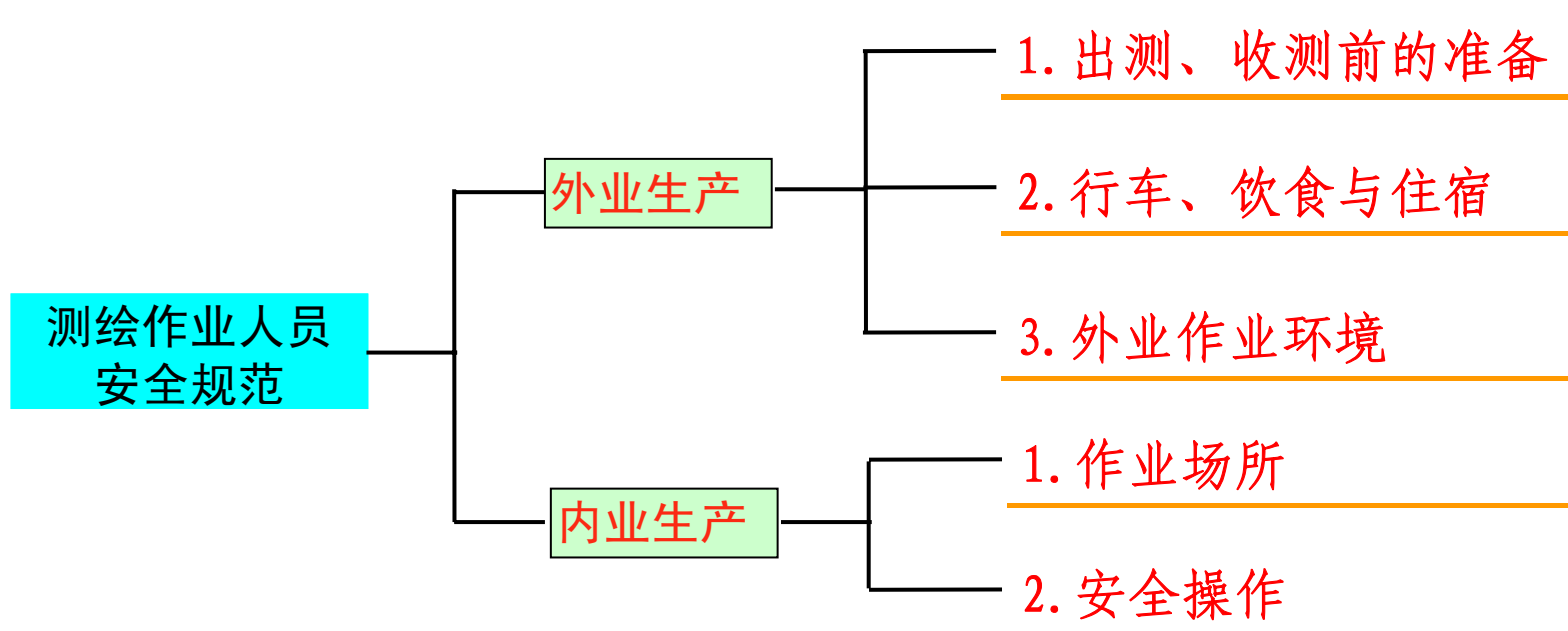 测绘作业人员
安全规范
外业生产
1.出测、收测前的准备
2.行车、饮食与住宿
3.外业作业环境
内业生产
1.作业场所
2.安全操作